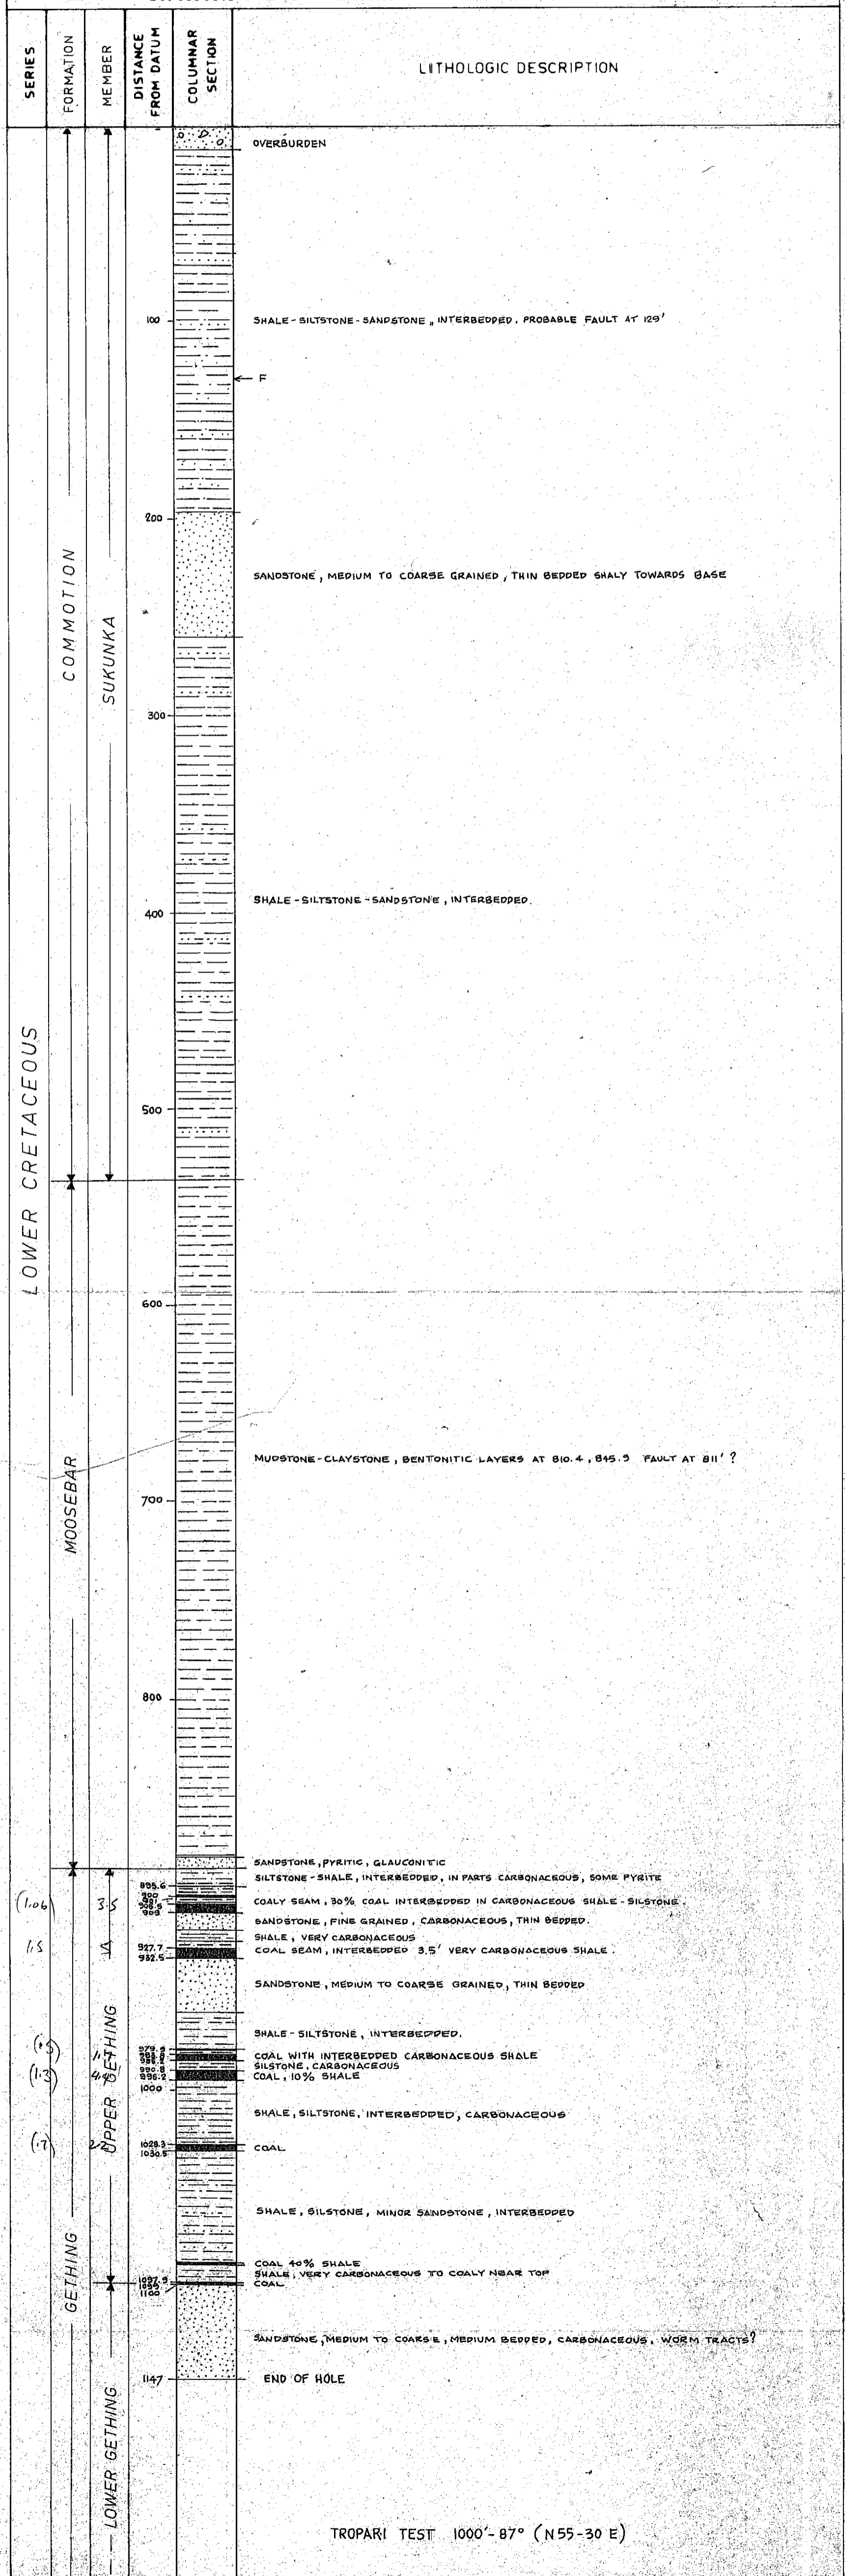 SERIES
FORMATION
MEMBER
DISTANCE FROM DATUM
COLUMNAR SECTION
LITHOLOGIC DESCRIPTION
OVERBURDEN
100
SHALE-SILTSTONE-SANDSTONE, INTERBEDDED. PROBABLE FAULT AT 129'
F
200
SANDSTONE, MEDIUM TO COARSE GRAINED, THIN BEDDED SHALY TOWARDS BASE
COMMOTION
SUKUNKA
300
400
SHALE-SILTSTONE-SANDSTONE, INTERBEDDED.
LOWER CRETACEOUS
500
600
MUDSTONE-CLAYSTONE, BENTONITIC LAYERS AT 810.4, 845.9 FAULT AT 811' ?
MOOSEBAR
700
800
SANDSTONE, PYRITIC, GLAUCONITIC
SILTSTONE-SHALE, INTERBEDDED, IN PARTS CARBONACEOUS, SOME PYRITE
895.6
900
(1.06) 3.5
COALY SEAM, 30% COAL INTERBEDDED IN CARBONACEOUS SHALE-SILSTONE.
SANDSTONE, FINE GRAINED, CARBONACEOUS, THIN BEDDED.
SHALE, VERY CARBONACEOUS
1.5
927.7
COAL SEAM, INTERBEDDED 3.5' VERY CARBONACEOUS SHALE.
932.5
SANDSTONE, MEDIUM TO COARSE GRAINED, THIN BEDDED
UPPER GETHING
SHALE-SILTSTONE, INTERBEDDED.
COAL WITH INTERBEDDED CARBONACEOUS SHALE
SILSTONE, CARBONACEOUS
990.8
(1.3)
COAL, 10% SHALE
995.2
1000
SHALE, SILTSTONE, INTERBEDDED, CARBONACEOUS
(.7) 2.2
1028.3
COAL
1030.5
SHALE, SILSTONE, MINOR SANDSTONE, INTERBEDDED
GETHING
COAL 40% SHALE
SHALE, VERY CARBONACEOUS TO COALY NEAR TOP
COAL
1100
SANDSTONE, MEDIUM TO COARSE, MEDIUM BEDDED, CARBONACEOUS, WORM TRACTS?
1147
END OF HOLE
LOWER GETHING
TROPARI TEST 1000'-87° (N55-30 E)